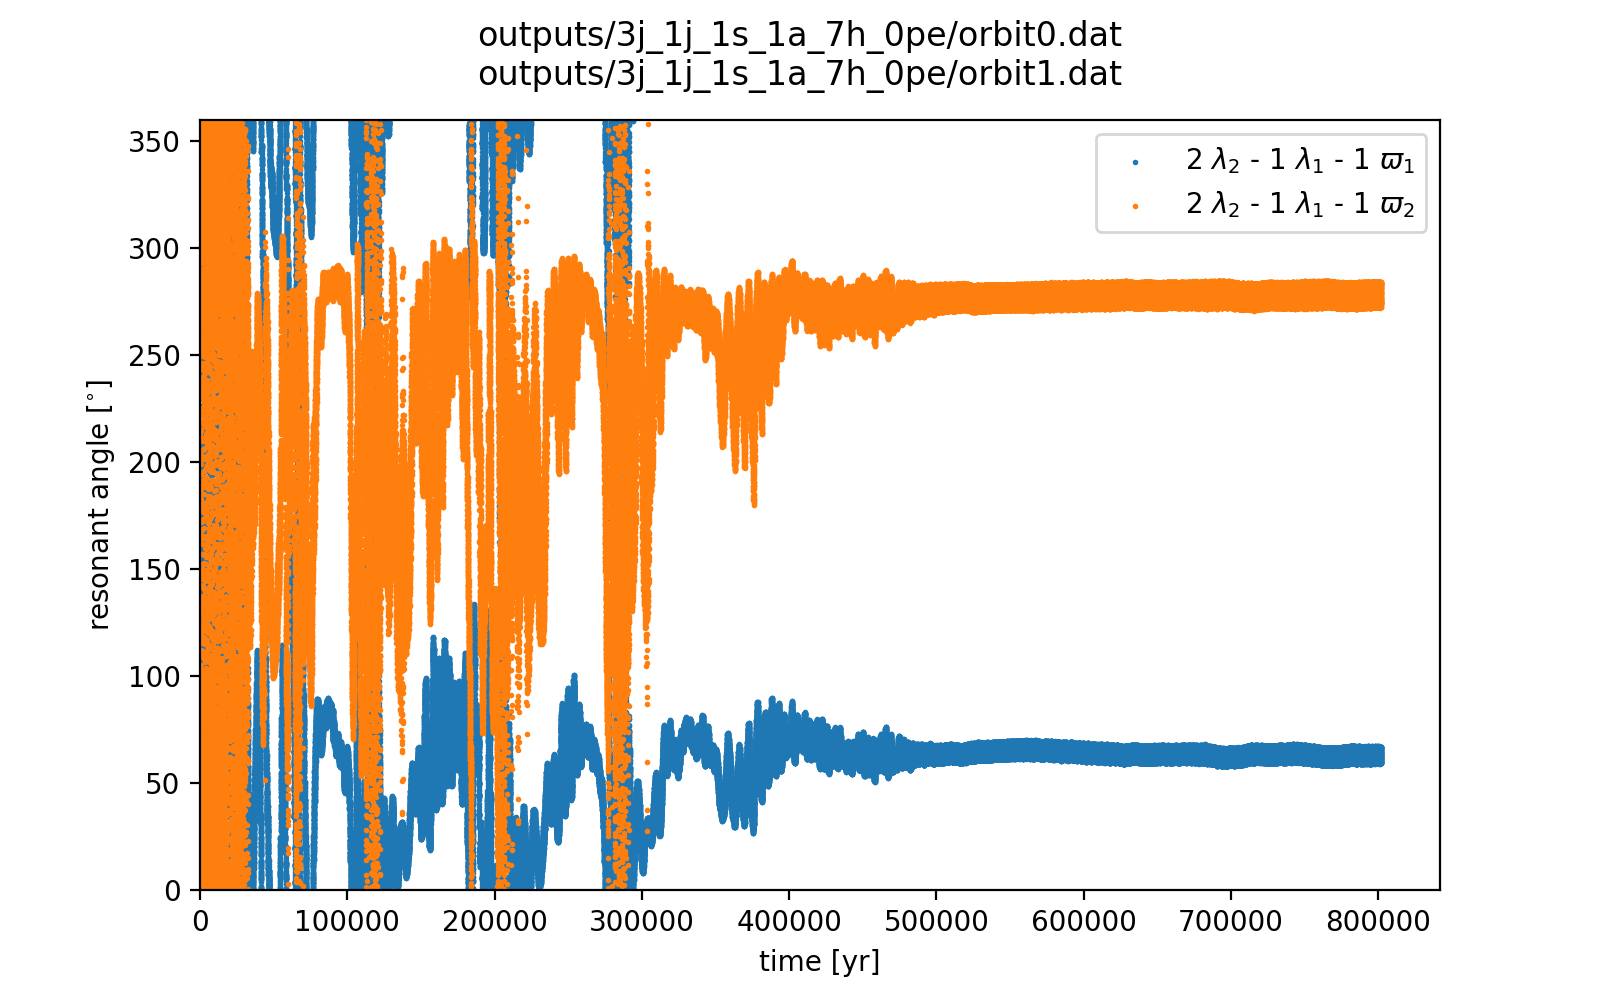 outputs/3j_1j_1s_1a_7h_0pe/orbit0.dat
outputs/3j_1j_1s_1a_7h_0pe/orbit1.dat
350
300
250
200
150
100
50
0
resonant angle [°]
2 λ₂ - 1 λ₁ - 1 ϖ₁
2 λ₂ - 1 λ₁ - 1 ϖ₂
0 100000 200000 300000 400000 500000 600000 700000 800000
time [yr]